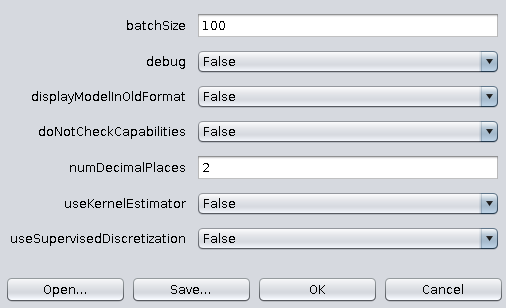 batchSize 100
debug False
displayModelInOldFormat False
doNotCheckCapabilities False
numDecimalPlaces 2
useKernelEstimator False
useSupervisedDiscretization False
Open... Save... OK Cancel